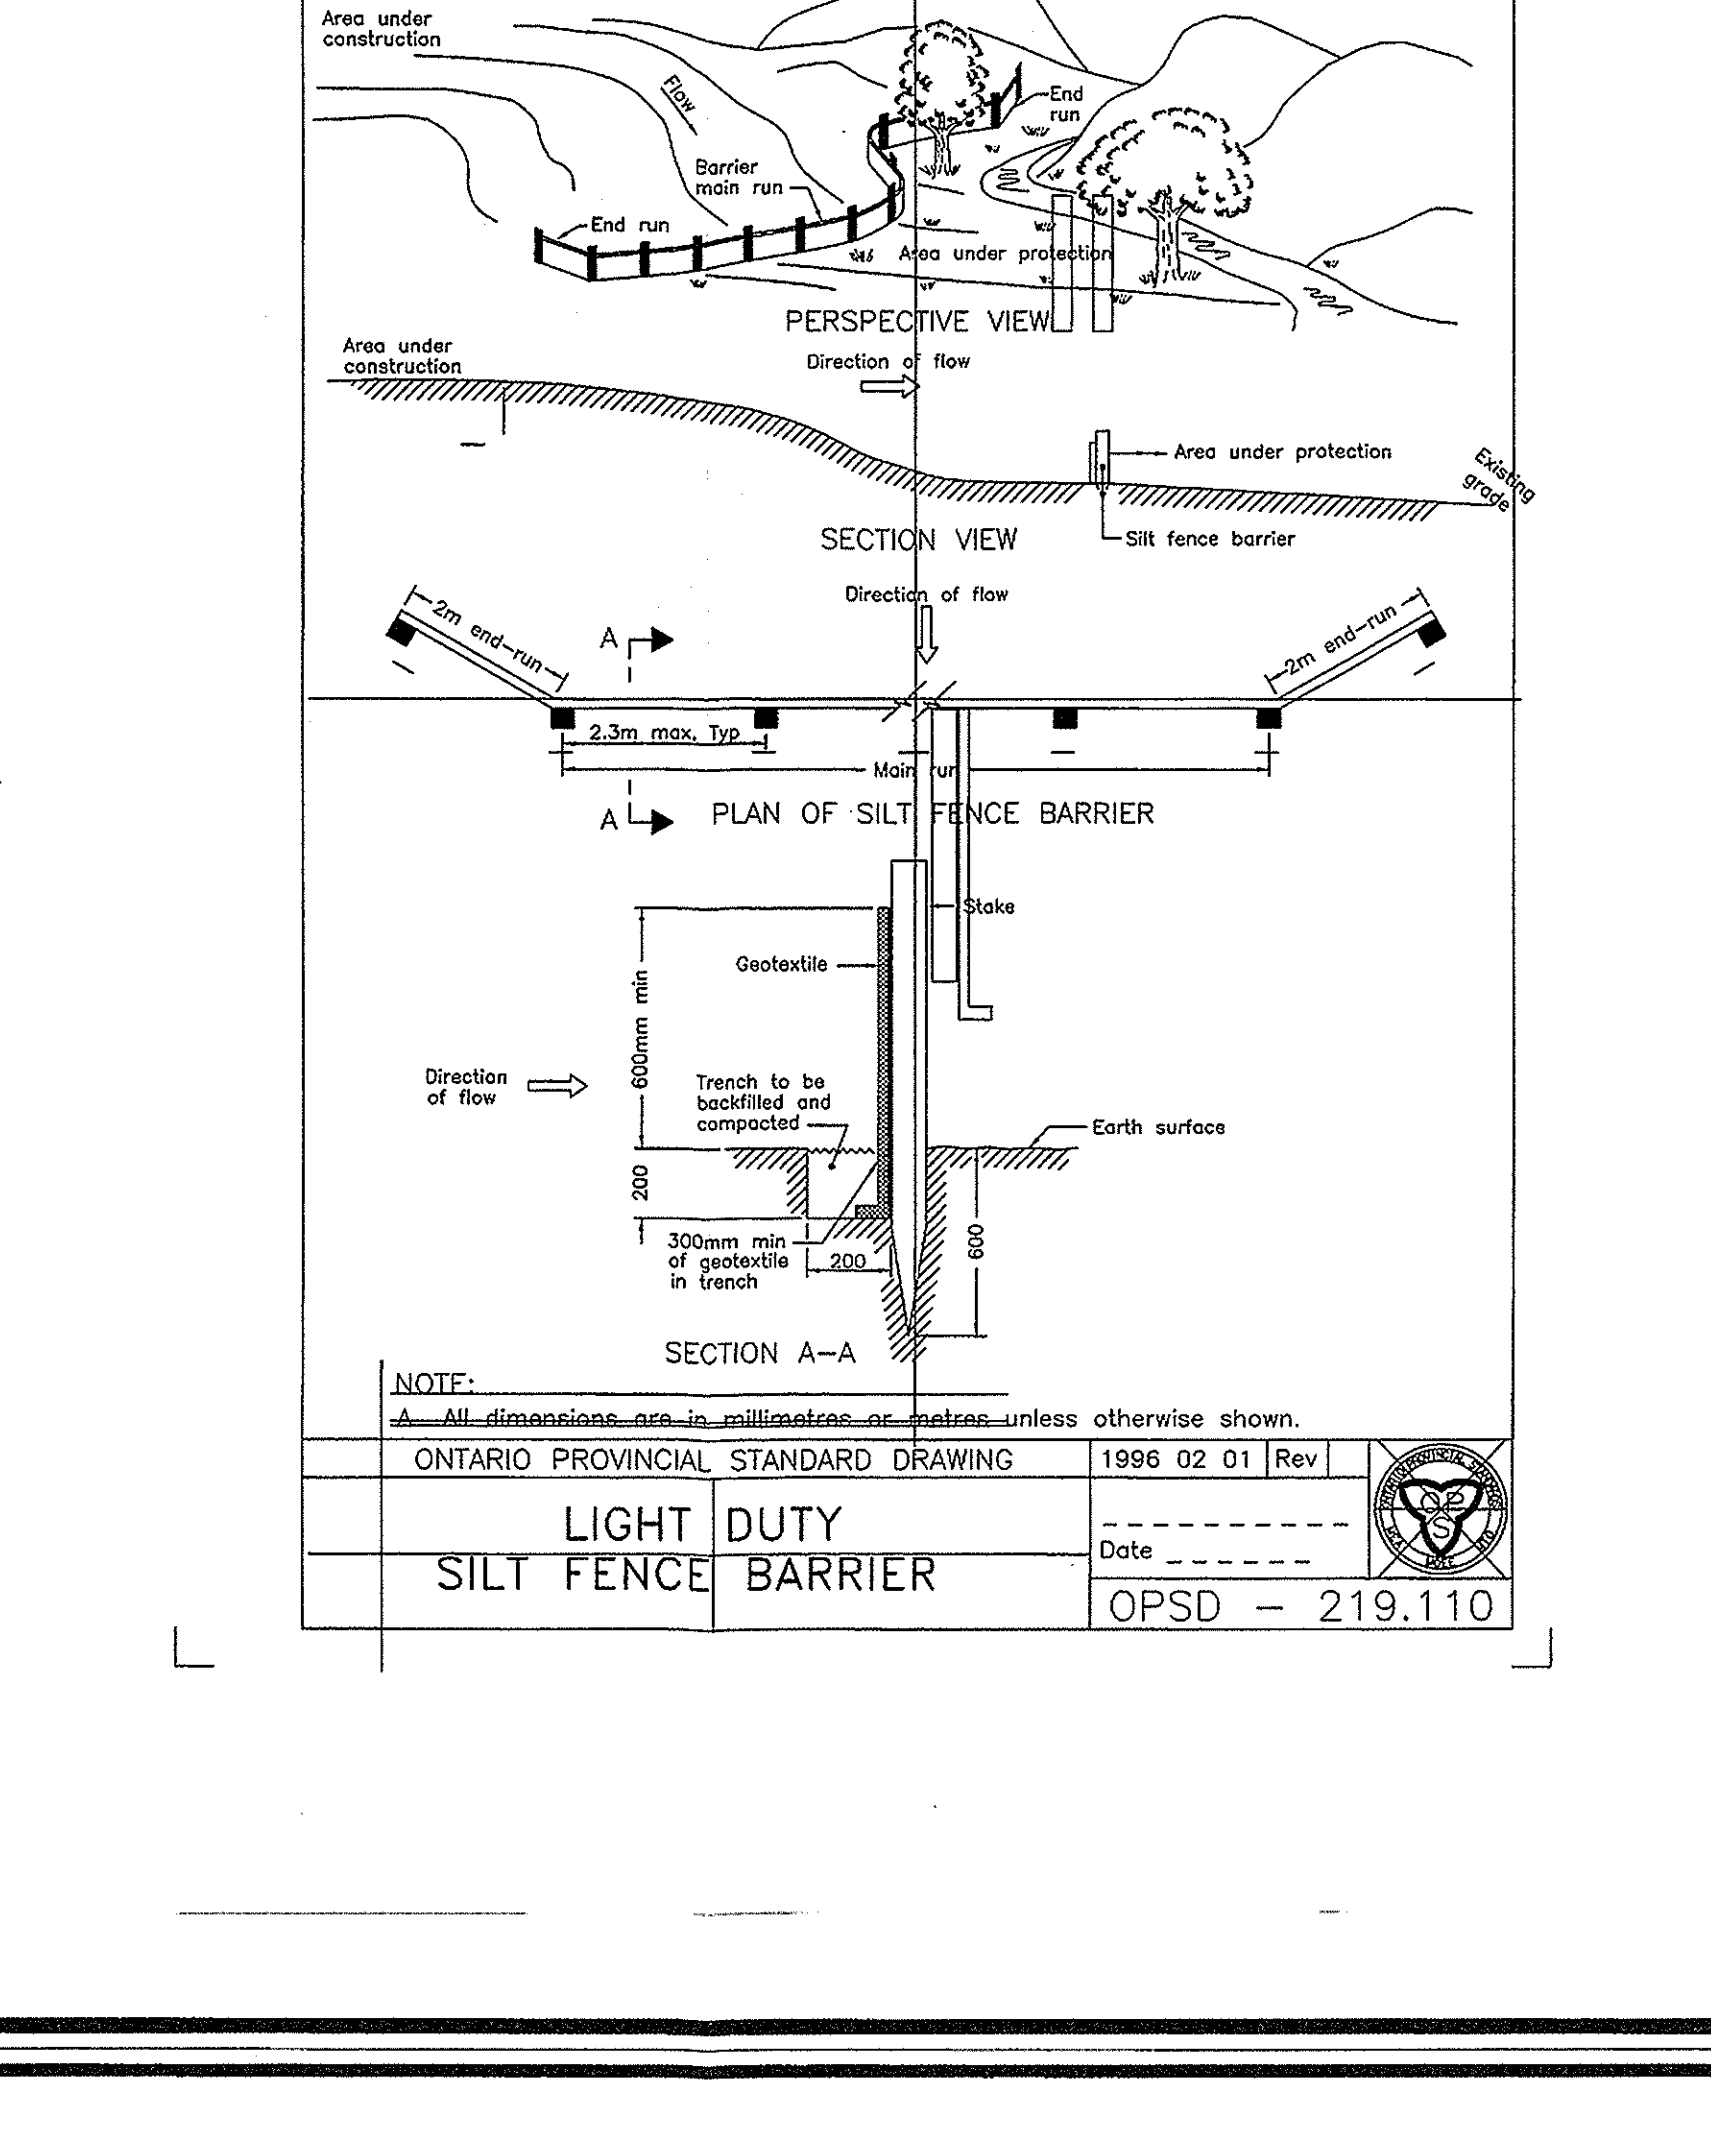 Area under
construction
Flow
End
run
Barrier
main run
End run
Area under protection
PERSPECTIVE VIEW
Area under
construction
Direction of flow
Area under protection
Existing
grade
SECTION VIEW
Silt fence barrier
Direction of flow
2m end-run
A
2m end-run
2.3m max. Typ
Main run
A
PLAN OF SILT FENCE BARRIER
Stake
Geotextile
600mm min
Direction
of flow
Trench to be
backfilled and
compacted
Earth surface
200
300mm min
of geotextile
in trench
200
600
SECTION A-A
NOTE:
A All dimensions are in millimetres or metres unless otherwise shown.
ONTARIO PROVINCIAL STANDARD DRAWING
1996 02 01 Rev
LIGHT DUTY
SILT FENCE BARRIER
Date
OPS
OPSD - 219.110